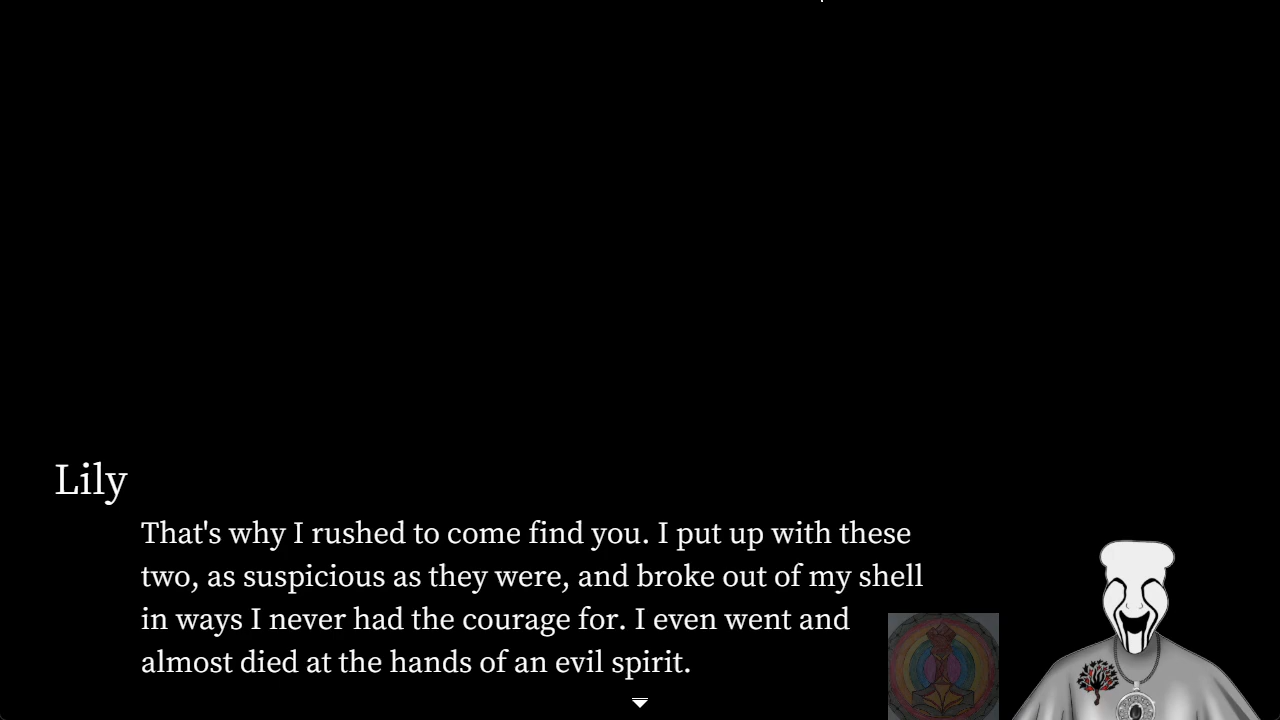 Lily
That's why I rushed to come find you. I put up with these
two, as suspicious as they were, and broke out of my shell
in ways I never had the courage for. I even went and
almost died at the hands of an evil spirit.